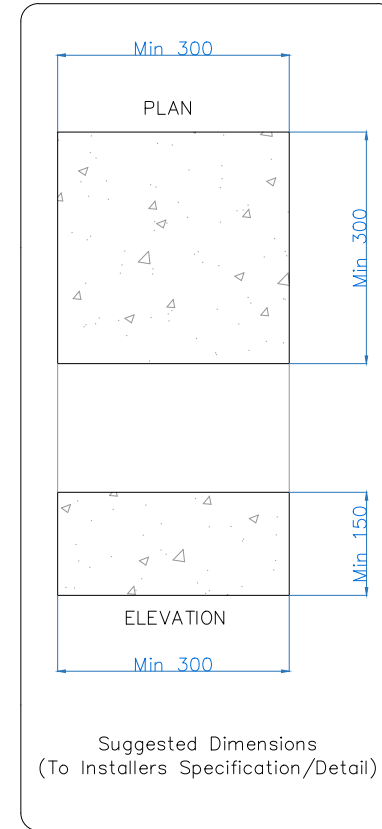 Min 300
PLAN
Min 300
Min 150
ELEVATION
Min 300
Suggested Dimensions
(To Installers Specification/Detail)